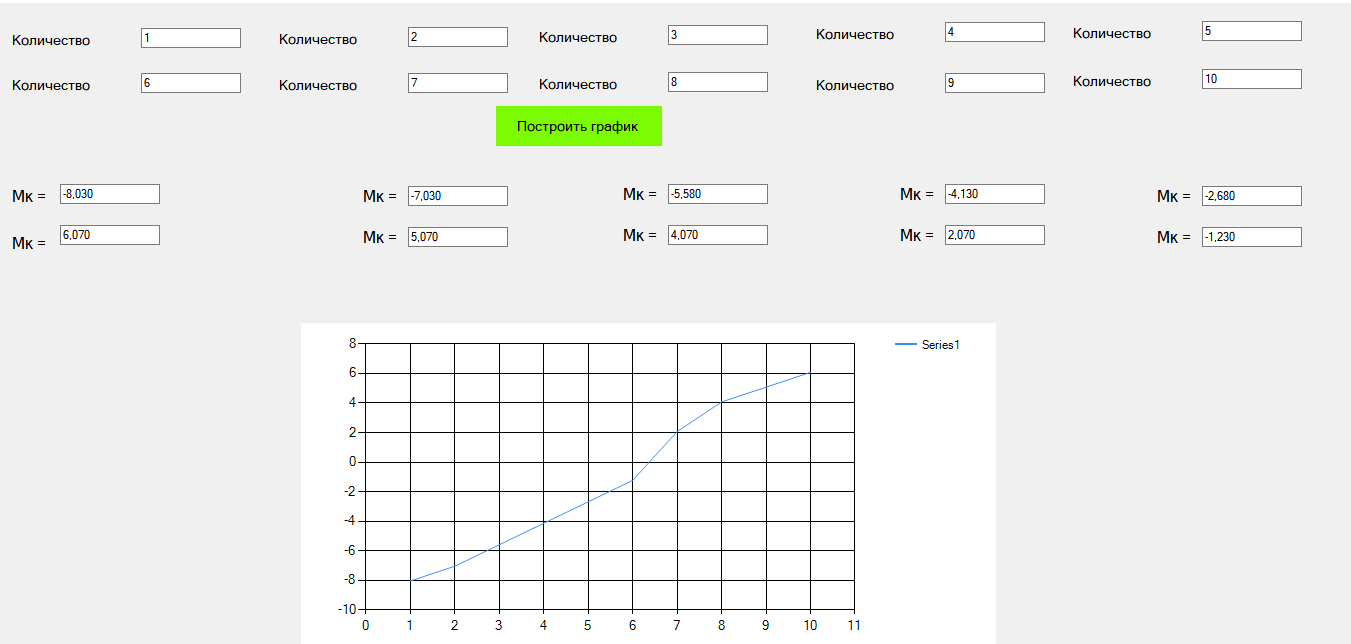 Количество 1 Количество 2 Количество 3 Количество 4 Количество 5
Количество 6 Количество 7 Количество 8 Количество 9 Количество 10
Построить график
Мк = -8,030 Мк = -7,030 Мк = -5,580 Мк = -4,130 Мк = -2,680
Мк = 6,070 Мк = 5,070 Мк = 4,070 Мк = 2,070 Мк = -1,230
Series1
8
6
4
2
0
-2
-4
-6
-8
-10
0 1 2 3 4 5 6 7 8 9 10 11